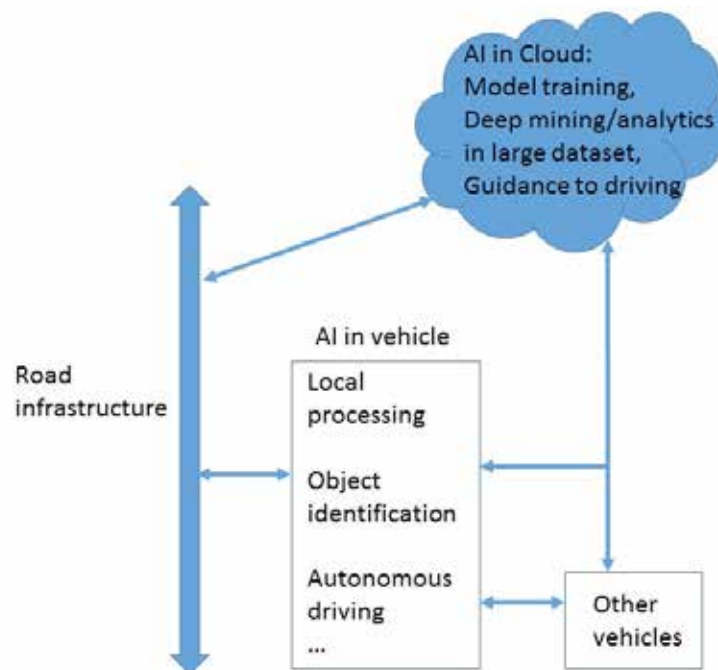 AI in Cloud:
Model training,
Deep mining/analytics
in large dataset,
Guidance to driving
AI in vehicle
Road
infrastructure
Local
processing
Object
identification
Autonomous
driving
...
Other
vehicles